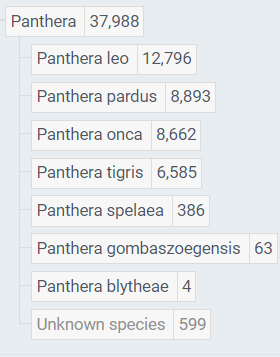 Panthera 37,988
Panthera leo 12,796
Panthera pardus 8,893
Panthera onca 8,662
Panthera tigris 6,585
Panthera spelaea 386
Panthera gombaszoegensis 63
Panthera blytheae 4
Unknown species 599